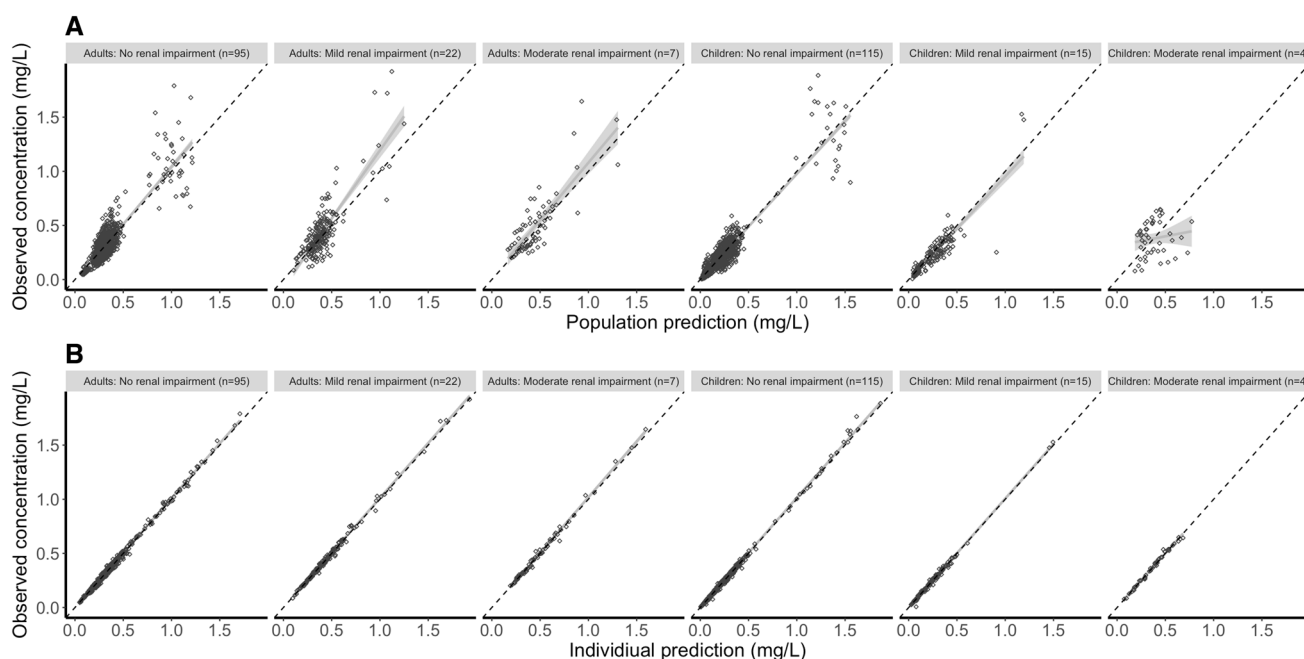 A
Adults: No renal impairment (n=95) Adults: Mild renal impairment (n=22) Adults: Moderate renal impairment (n=7) Children: No renal impairment (n=115) Children: Mild renal impairment (n=15) Children: Moderate renal impairment (n=4
Observed concentration (mg/L)
1.5
1.0
0.5
0.0
0.0 0.5 1.0 1.5 0.0 0.5 1.0 1.5 0.0 0.5 1.0 1.5 0.0 0.5 1.0 1.5 0.0 0.5 1.0 1.5 0.0 0.5 1.0 1.5
Population prediction (mg/L)
B
Adults: No renal impairment (n=95) Adults: Mild renal impairment (n=22) Adults: Moderate renal impairment (n=7) Children: No renal impairment (n=115) Children: Mild renal impairment (n=15) Children: Moderate renal impairment (n=4
Observed concentration (mg/L)
1.5
1.0
0.5
0.0
0.0 0.5 1.0 1.5 0.0 0.5 1.0 1.5 0.0 0.5 1.0 1.5 0.0 0.5 1.0 1.5 0.0 0.5 1.0 1.5 0.0 0.5 1.0 1.5
Individiual prediction (mg/L)